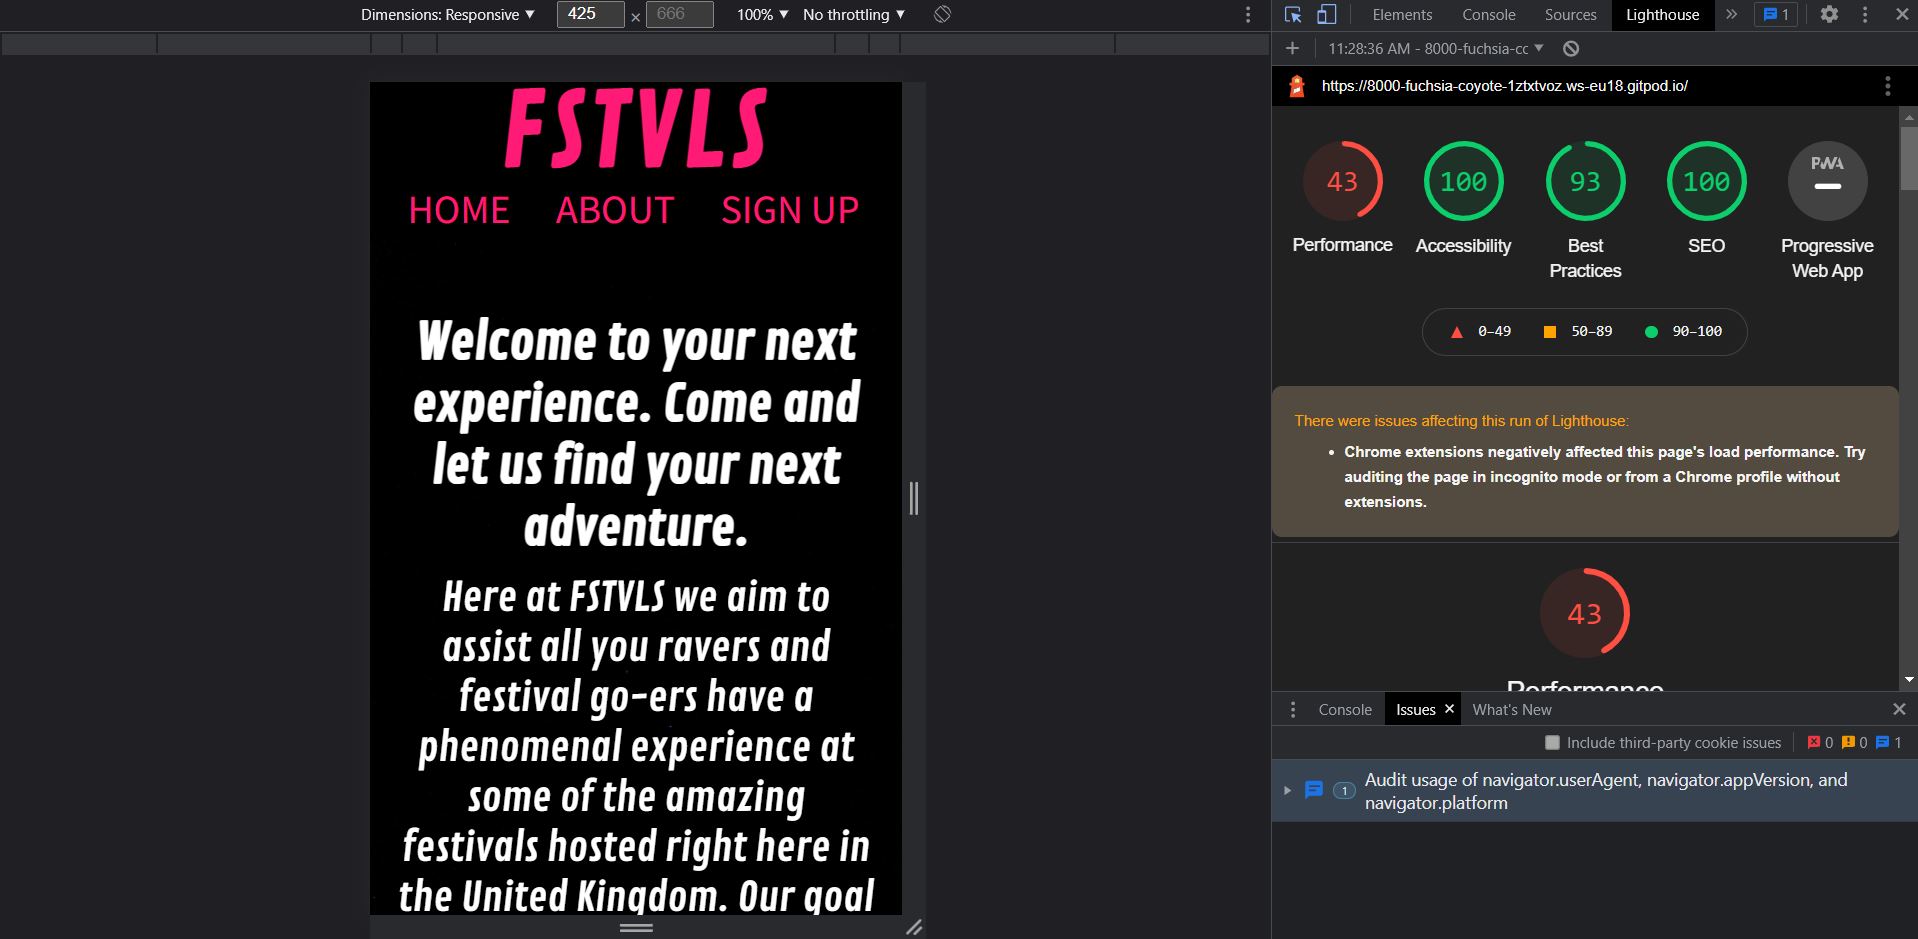 Dimensions: Responsive ▼ 425 × 666 100% ▼ No throttling ▼
Elements Console Sources Lighthouse » 1
11:28:36 AM - 8000-fuchsia-cc ▼
https://8000-fuchsia-coyote-1ztxtvoz.ws-eu18.gitpod.io/
FSTVLS
HOME ABOUT SIGN UP
Welcome to your next
experience. Come and
let us find your next
adventure.
Here at FSTVLS we aim to
assist all you ravers and
festival go-ers have a
phenomenal experience at
some of the amazing
festivals hosted right here in
the United Kingdom. Our goal
43 100 93 100 PWA
Performance Accessibility Best Practices SEO Progressive Web App
0–49 50–89 90–100
There were issues affecting this run of Lighthouse:
• Chrome extensions negatively affected this page's load performance. Try
auditing the page in incognito mode or from a Chrome profile without
extensions.
43
Performance
Console Issues × What's New
Include third-party cookie issues 0 0 1
1 Audit usage of navigator.userAgent, navigator.appVersion, and
navigator.platform